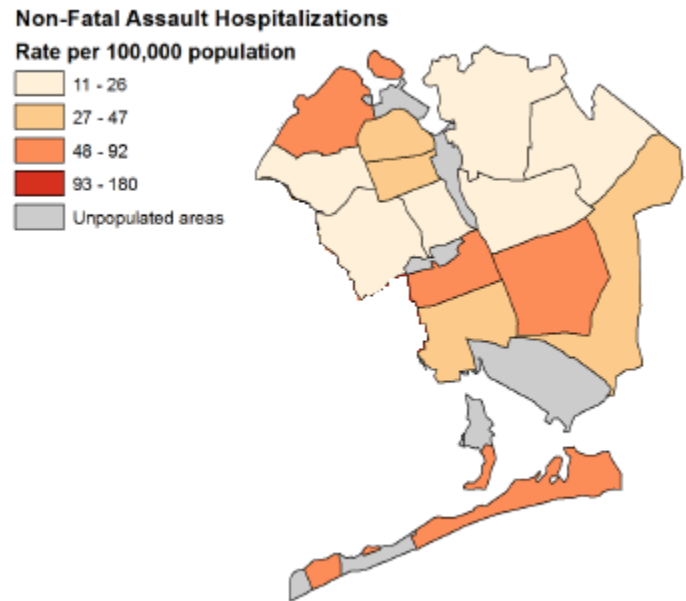 Non-Fatal Assault Hospitalizations
Rate per 100,000 population
11 - 26
27 - 47
48 - 92
93 - 180
Unpopulated areas